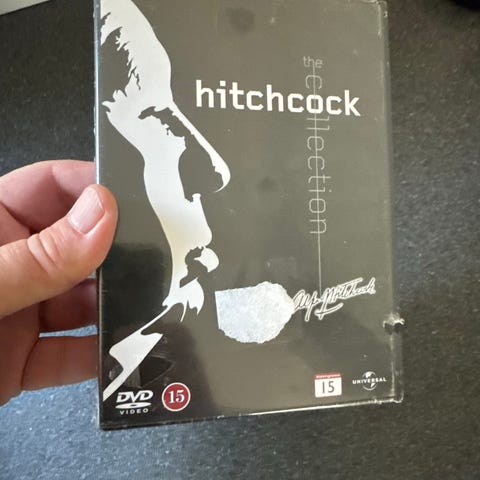 the
hitchcock
collection
Alfred Hitchcock
DVD
VIDEO
15
15
UNIVERSAL